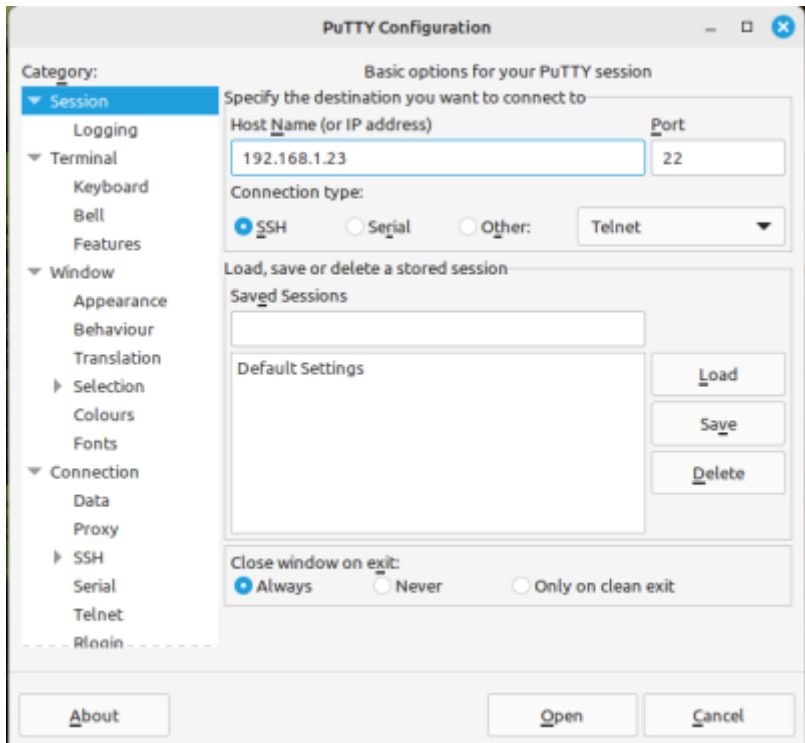 PuTTY Configuration
Category:
Session
Logging
Terminal
Keyboard
Bell
Features
Window
Appearance
Behaviour
Translation
Selection
Colours
Fonts
Connection
Data
Proxy
SSH
Serial
Telnet
Rlogin
Basic options for your PuTTY session
Specify the destination you want to connect to
Host Name (or IP address) Port
192.168.1.23 22
Connection type:
SSH Serial Other: Telnet
Load, save or delete a stored session
Saved Sessions
Default Settings
Load
Save
Delete
Close window on exit:
Always Never Only on clean exit
About Open Cancel